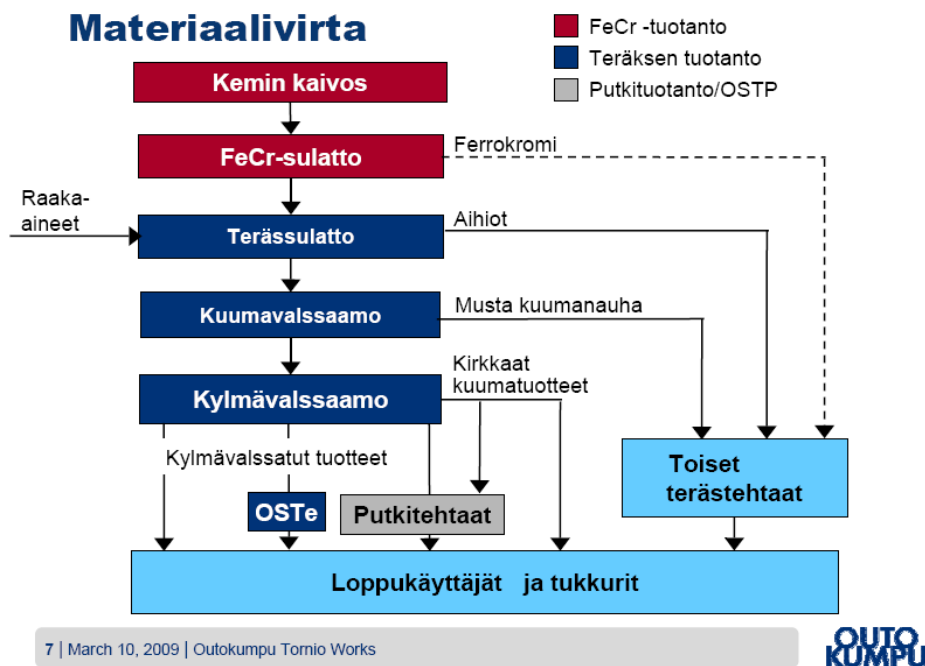 Materiaalivirta
FeCr -tuotanto
Teräksen tuotanto
Putkituotanto/OSTP
Kemin kaivos
FeCr-sulatto
Ferrokromi
Raaka-
aineet
Terässulatto
Aihiot
Kuumavalssaamo
Musta kuumanauha
Kirkkaat
kuumatuotteet
Kylmävalssaamo
Kylmävalssatut tuotteet
Toiset
terästehtaat
OSTe
Putkitehtaat
Loppukäyttäjät ja tukkurit
7 | March 10, 2009 | Outokumpu Tornio Works
OUTO
KUMPU